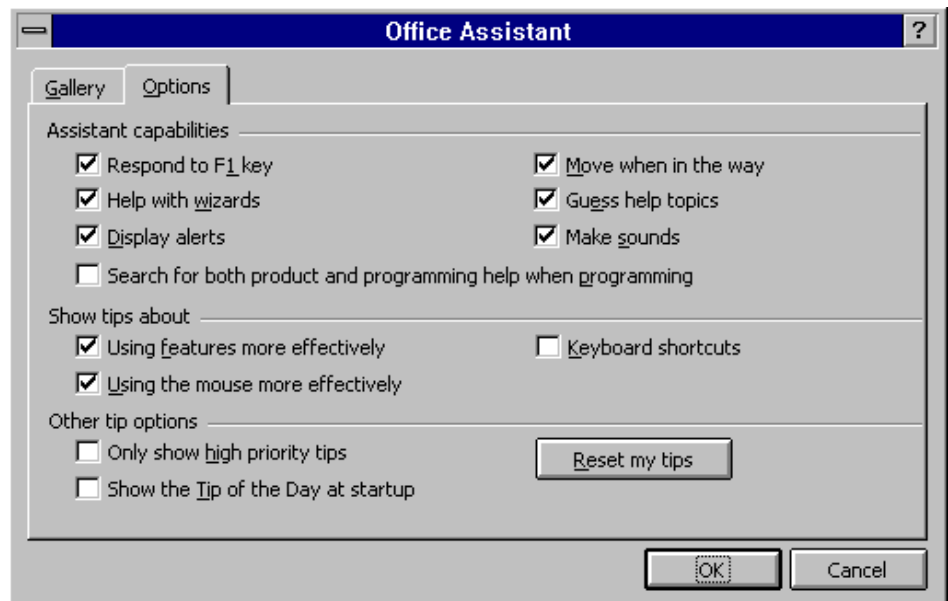 Office Assistant
?
Gallery
Options
Assistant capabilities
Respond to F1 key
Move when in the way
Help with wizards
Guess help topics
Display alerts
Make sounds
Search for both product and programming help when programming
Show tips about
Using features more effectively
Keyboard shortcuts
Using the mouse more effectively
Other tip options
Only show high priority tips
Reset my tips
Show the Tip of the Day at startup
OK
Cancel